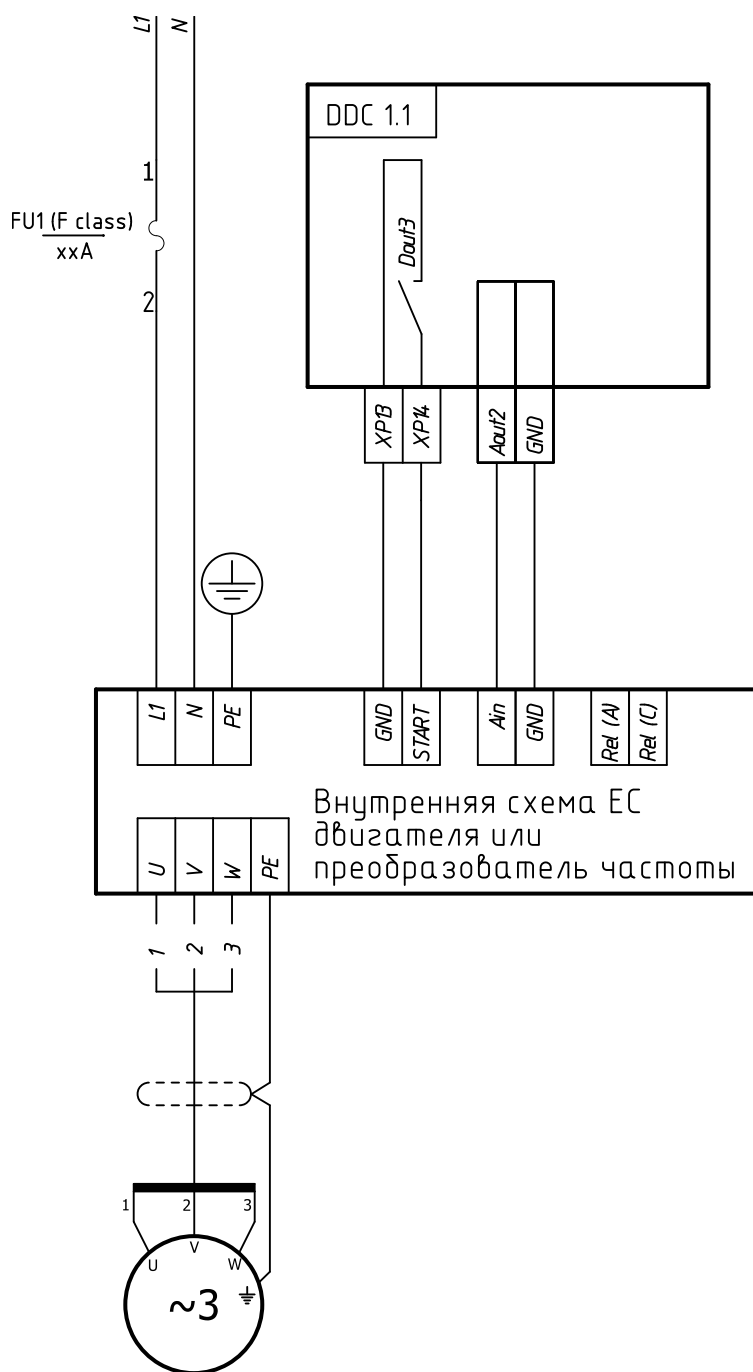 L1
N
DDC 1.1
1
FU1 (F class)
xxA
2
Dout3
XP13
XP14
Aout2
GND
L1
N
PE
GND
START
Ain
GND
Rel (A)
Rel (C)
Внутренняя схема ЕС
двигателя или
преобразователь частоты
U
V
W
PE
1
2
3
1
2
3
U
V
W
~3